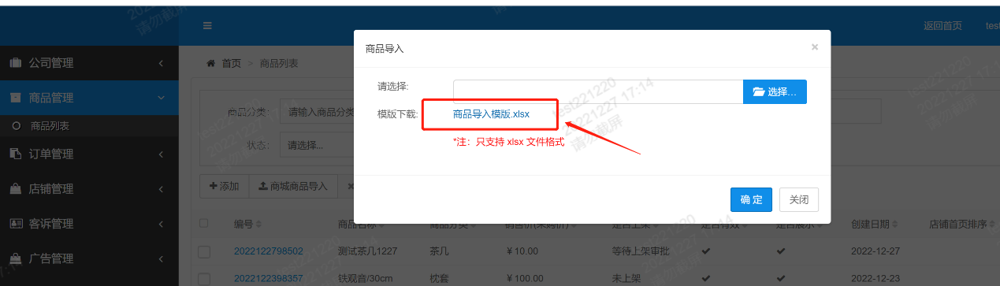 返回首页 test
公司管理
商品管理
商品列表
订单管理
店铺管理
客诉管理
广告管理
首页 > 商品列表
商品导入 ×
请选择: 选择...
模版下载: 商品导入模版.xlsx
*注：只支持 xlsx 文件格式
确 定 关闭
商品分类: 请输入商品分类
状态: 请选择...
添加 商城商品导入
编号 商品名称 商品分类 销售价(采购价) 是否上架 是否有效 是否展示 创建日期 店铺首页排序
2022122798502 测试茶几1227 茶几 ￥10.00 等待上架审批 2022-12-27
2022122398357 铁观音/30cm 枕套 ￥100.00 未上架 2022-12-23
test221220
20221227 17:14
请勿截屏